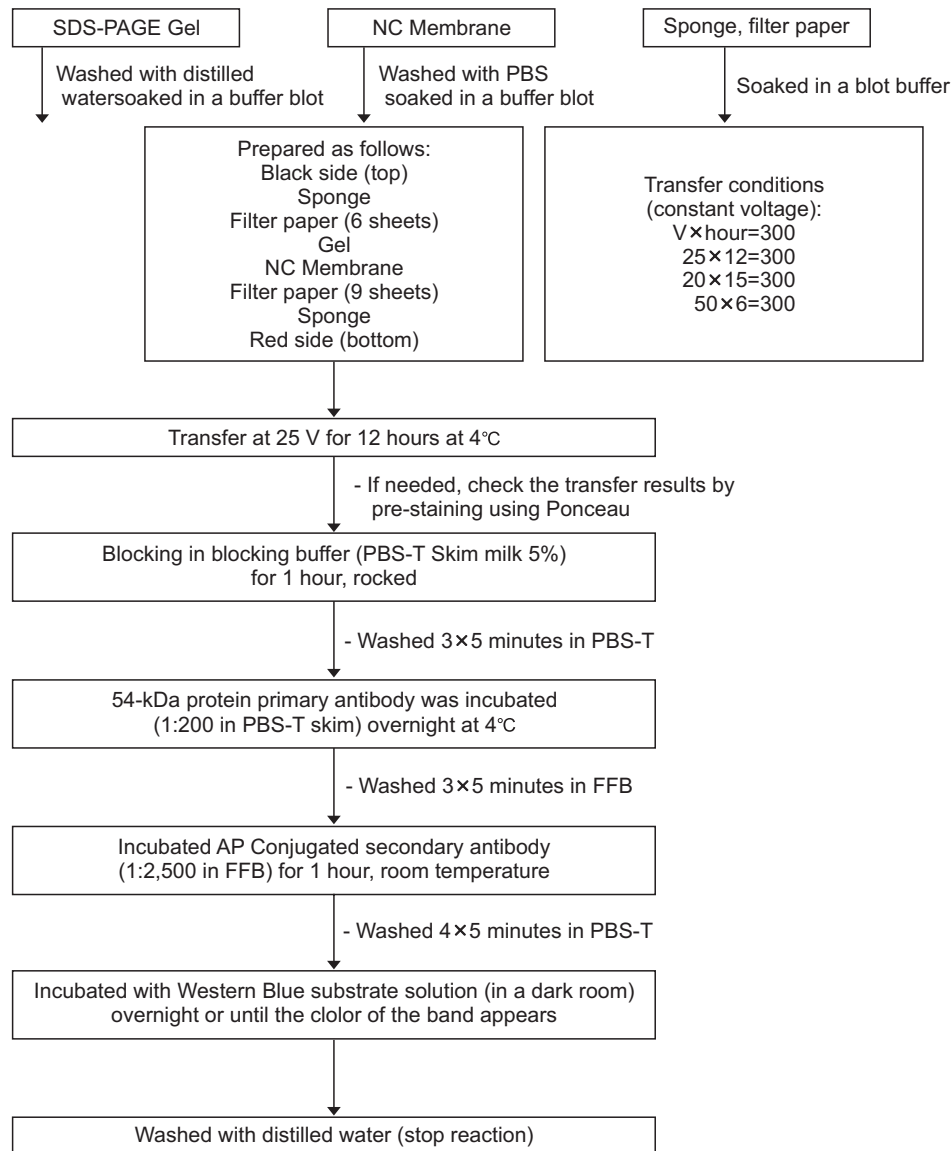 SDS-PAGE Gel
NC Membrane
Sponge, filter paper
Washed with distilled
watersoaked in a buffer blot
Washed with PBS
soaked in a buffer blot
Soaked in a blot buffer
Prepared as follows:
Black side (top)
Sponge
Filter paper (6 sheets)
Gel
NC Membrane
Filter paper (9 sheets)
Sponge
Red side (bottom)
Transfer conditions
(constant voltage):
V×hour=300
25×12=300
20×15=300
50×6=300
Transfer at 25 V for 12 hours at 4℃
- If needed, check the transfer results by
pre-staining using Ponceau
Blocking in blocking buffer (PBS-T Skim milk 5%)
for 1 hour, rocked
- Washed 3×5 minutes in PBS-T
54-kDa protein primary antibody was incubated
(1:200 in PBS-T skim) overnight at 4℃
- Washed 3×5 minutes in FFB
Incubated AP Conjugated secondary antibody
(1:2,500 in FFB) for 1 hour, room temperature
- Washed 4×5 minutes in PBS-T
Incubated with Western Blue substrate solution (in a dark room)
overnight or until the clolor of the band appears
Washed with distilled water (stop reaction)